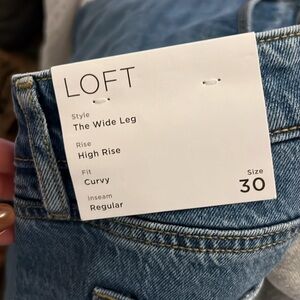 LOFT
Style
The Wide Leg
Rise
High Rise
Fit
Curvy
Inseam
Regular
Size
30